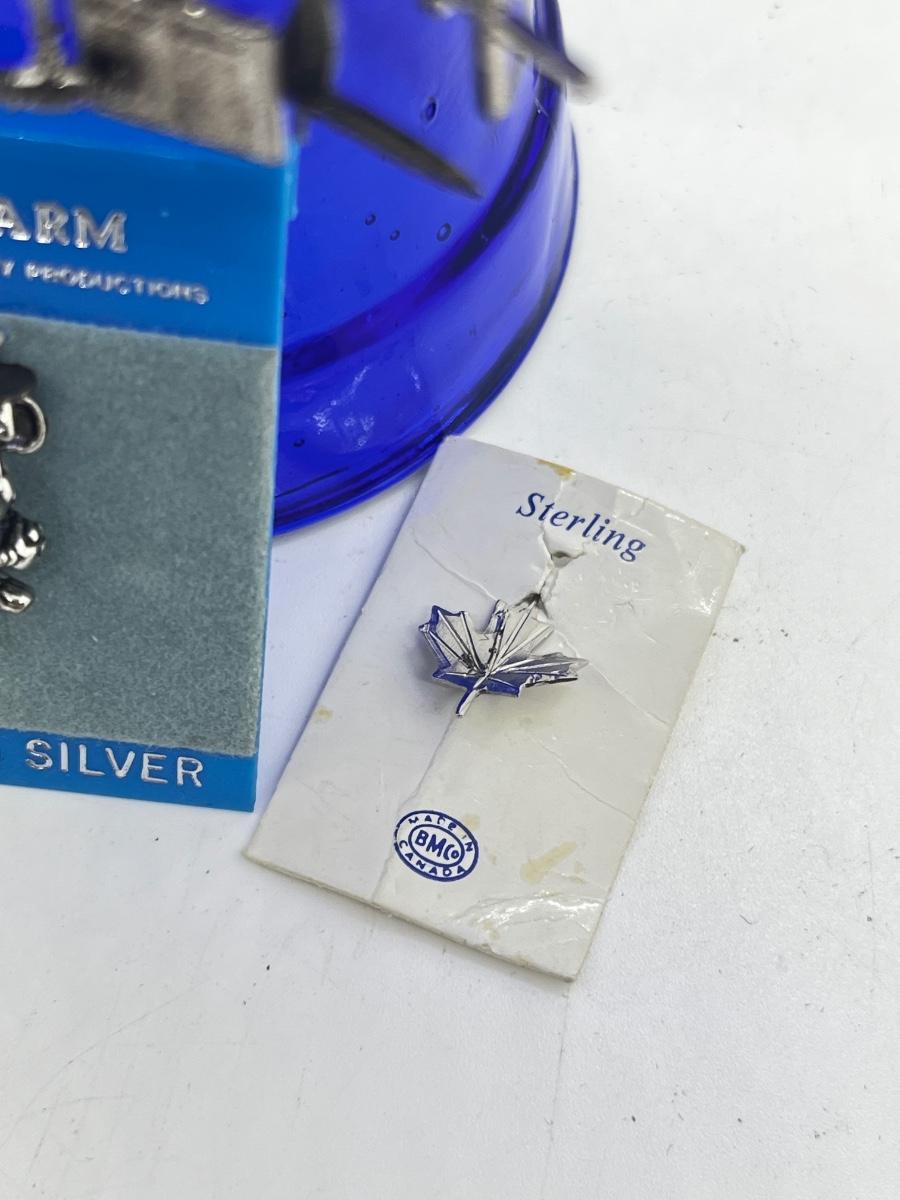 ARM
Y PRODUCTIONS
SILVER
Sterling
MADE IN
BMCo
CANADA